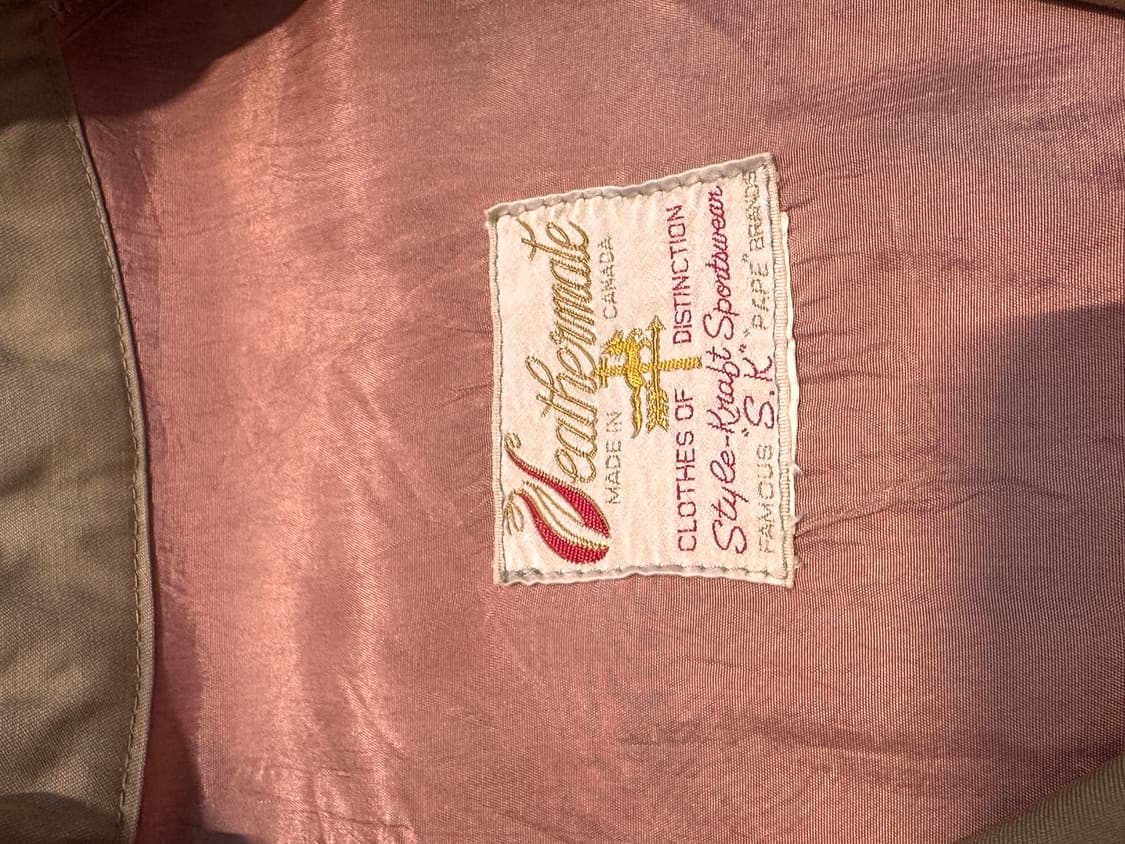 Weathermate
MADE IN CANADA
CLOTHES OF DISTINCTION
Style-Kraft Sportswear
FAMOUS "S.K" "PAPE" BRANDS